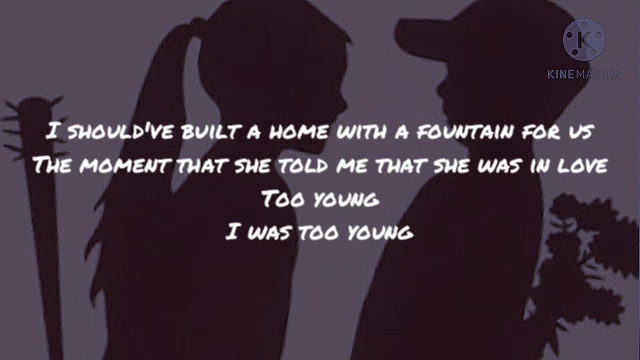 KINEMASTER
I should've built a home with a fountain for us
The moment that she told me that she was in love
Too young
I was too young